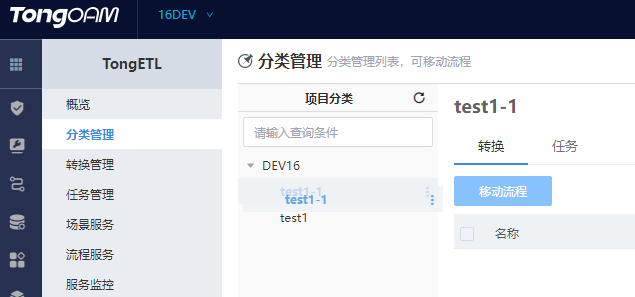 TongOAM
16DEV
TongETL
概览
分类管理
转换管理
任务管理
场景服务
流程服务
服务监控
分类管理 分类管理列表，可移动流程
项目分类
请输入查询条件
DEV16
test1-1
test1-1
test1
test1-1
转换 任务
移动流程
名称